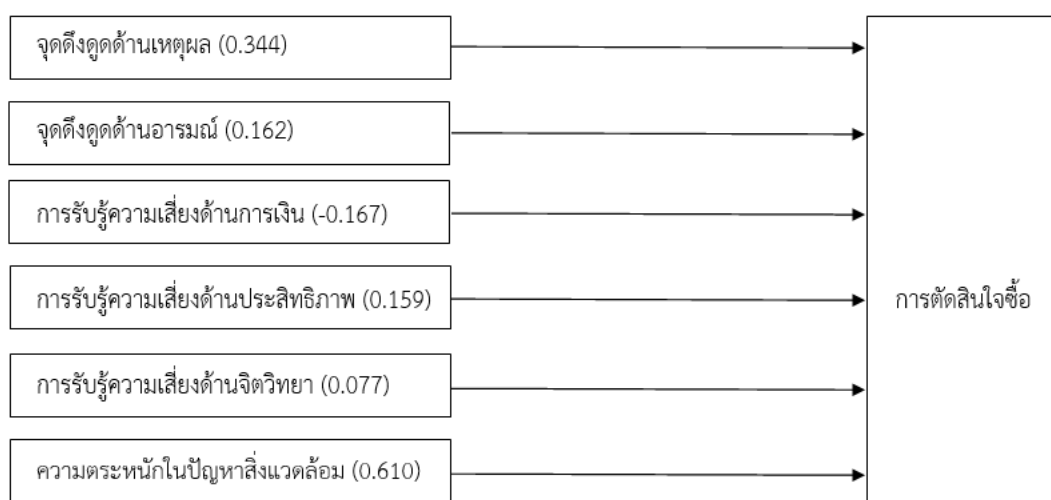 จุดดึงดูดด้านเหตุผล (0.344)
จุดดึงดูดด้านอารมณ์ (0.162)
การรับรู้ความเสี่ยงด้านการเงิน (-0.167)
การรับรู้ความเสี่ยงด้านประสิทธิภาพ (0.159)
การตัดสินใจซื้อ
การรับรู้ความเสี่ยงด้านจิตวิทยา (0.077)
ความตระหนักในปัญหาสิ่งแวดล้อม (0.610)